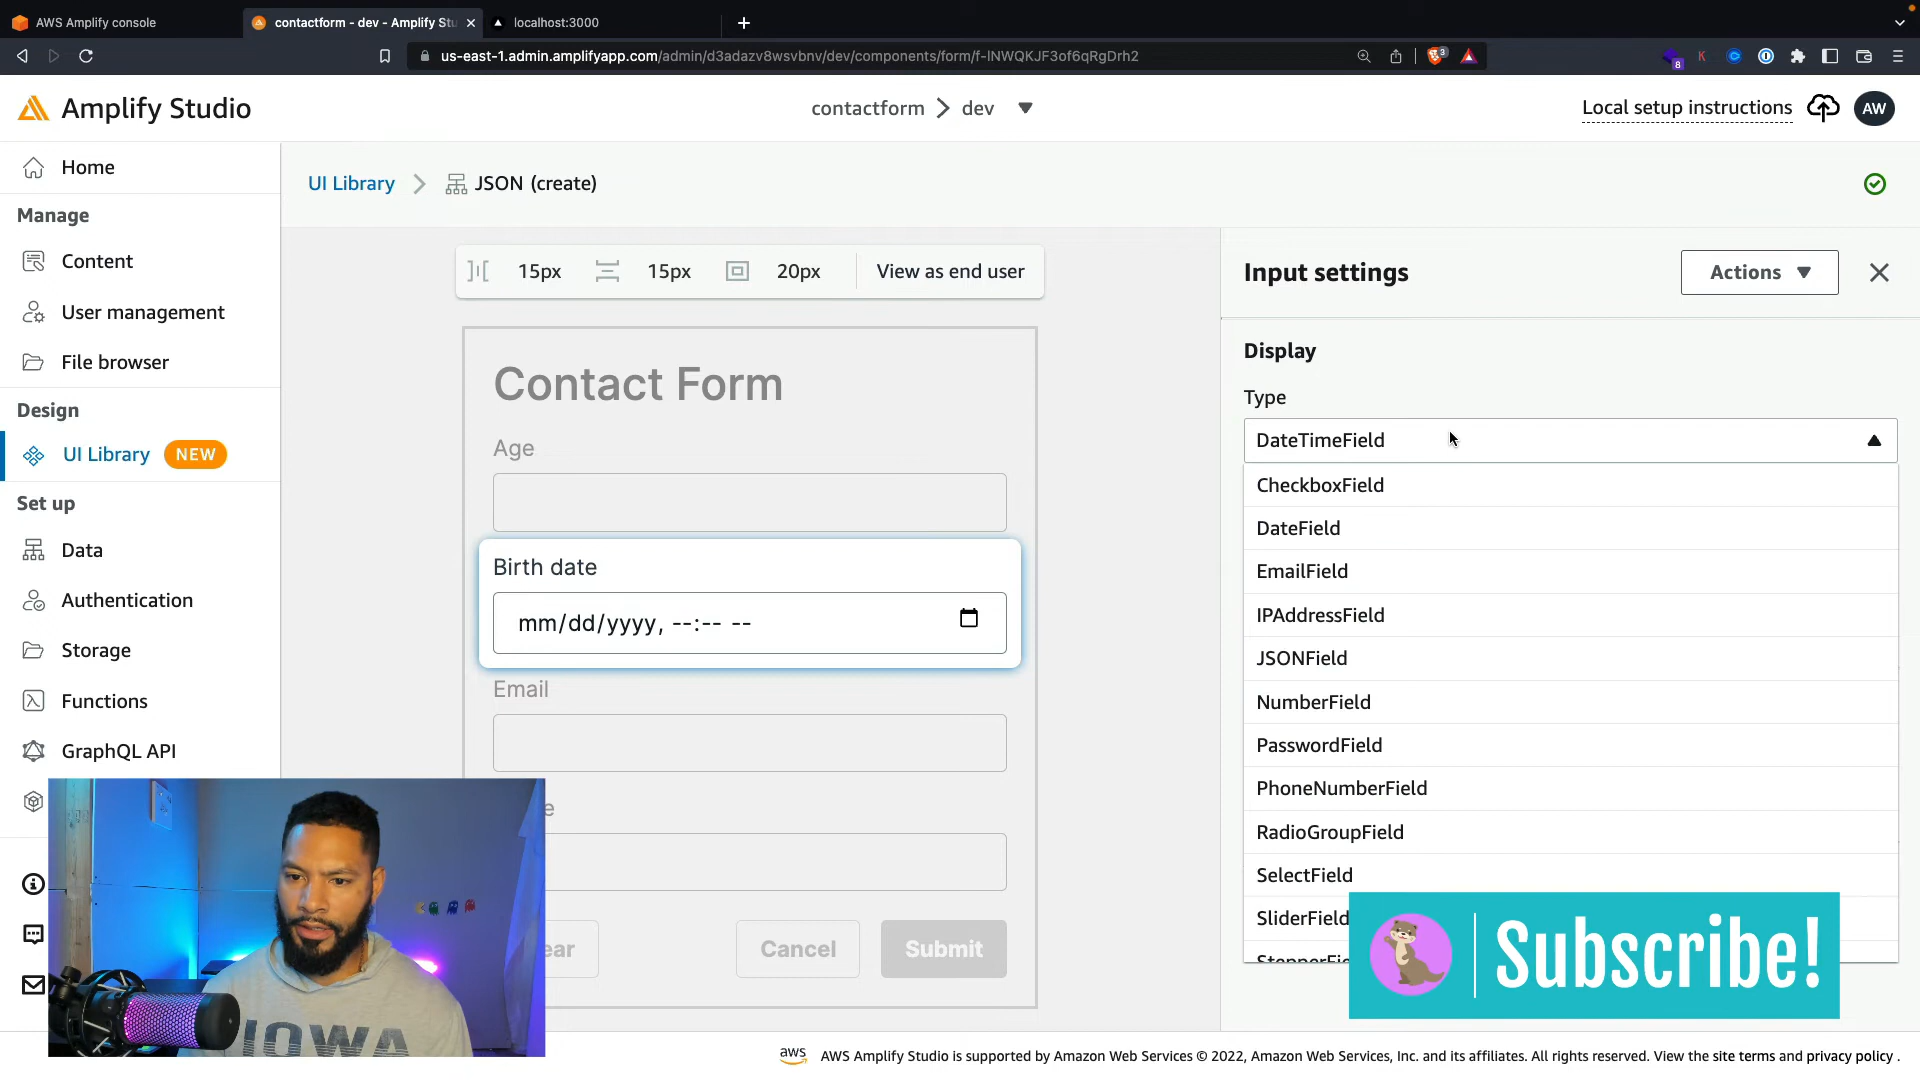 AWS Amplify console
contactform - dev - Amplify Stu
localhost:3000
us-east-1.admin.amplifyapp.com/admin/d3adazv8wsvbnv/dev/components/form/f-lNWQKJF3of6qRgDrh2
3
8
K
Amplify Studio
contactform
dev
Local setup instructions
AW
Home
Manage
Content
User management
File browser
Design
UI Library
NEW
Set up
Data
Authentication
Storage
Functions
GraphQL API
UI Library
JSON (create)
15px
15px
20px
View as end user
Contact Form
Age
Birth date
mm/dd/yyyy, --:-- --
Email
e
ear
Cancel
Submit
Input settings
Actions
Display
Type
DateTimeField
CheckboxField
DateField
EmailField
IPAddressField
JSONField
NumberField
PasswordField
PhoneNumberField
RadioGroupField
SelectField
SliderField
StepperFie
Subscribe!
IOWA
aws
AWS Amplify Studio is supported by Amazon Web Services © 2022, Amazon Web Services, Inc. and its affiliates. All rights reserved. View the site terms and privacy policy .